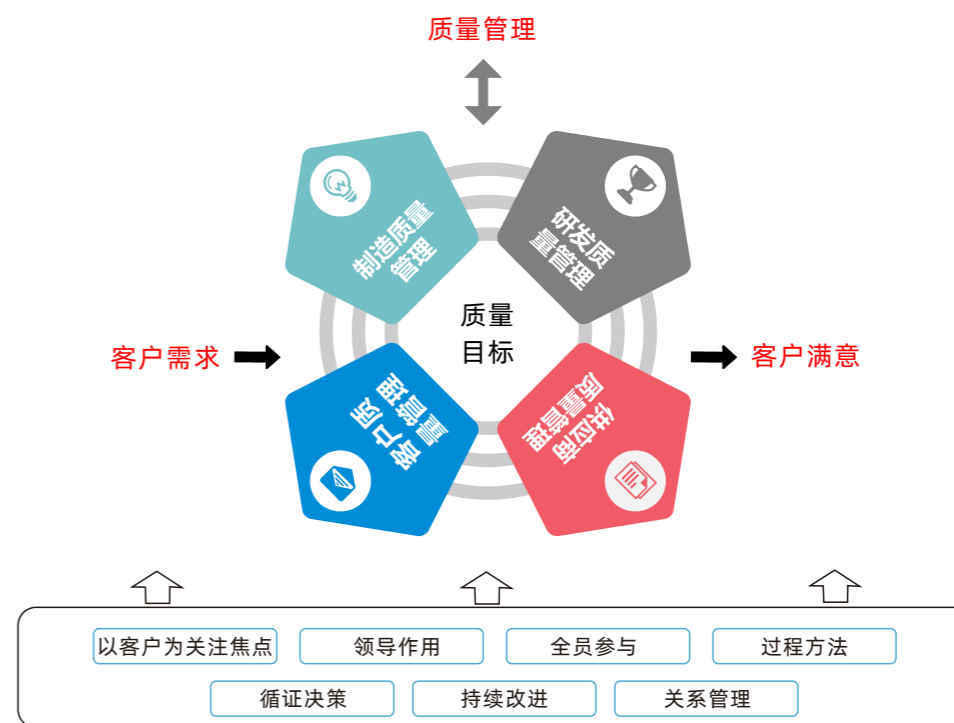 质量管理
制造质量
管理
研发质
量管理
质量
目标
客户需求
客户满意
客户质
量管理
供应商
质量管理
以客户为关注焦点
领导作用
全员参与
过程方法
循证决策
持续改进
关系管理